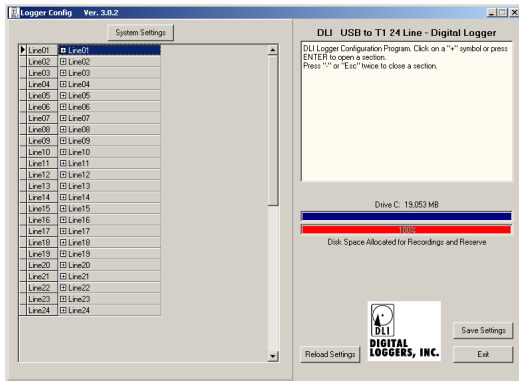 Logger Config Ver. 3.0.2
System Settings
Line01 Line01
Line02 Line02
Line03 Line03
Line04 Line04
Line05 Line05
Line06 Line06
Line07 Line07
Line08 Line08
Line09 Line09
Line10 Line10
Line11 Line11
Line12 Line12
Line13 Line13
Line14 Line14
Line15 Line15
Line16 Line16
Line17 Line17
Line18 Line18
Line19 Line19
Line20 Line20
Line21 Line21
Line22 Line22
Line23 Line23
Line24 Line24
DLI USB to T1 24 Line - Digital Logger
DLI Logger Configuration Program. Click on a "+" symbol or press
ENTER to open a section.
Press "-" or "Esc" twice to close a section.
Drive C: 19,053 MB
100%
Disk Space Allocated for Recordings and Reserve
DLI
DIGITAL
LOGGERS, INC.
Save Settings
Reload Settings
Exit